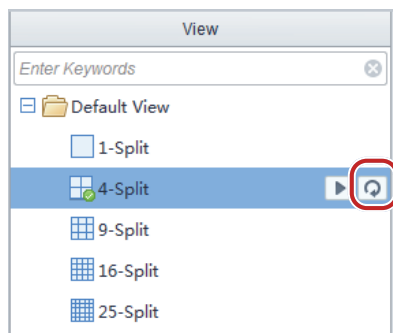 View
Enter Keywords
Default View
1-Split
4-Split
9-Split
16-Split
25-Split